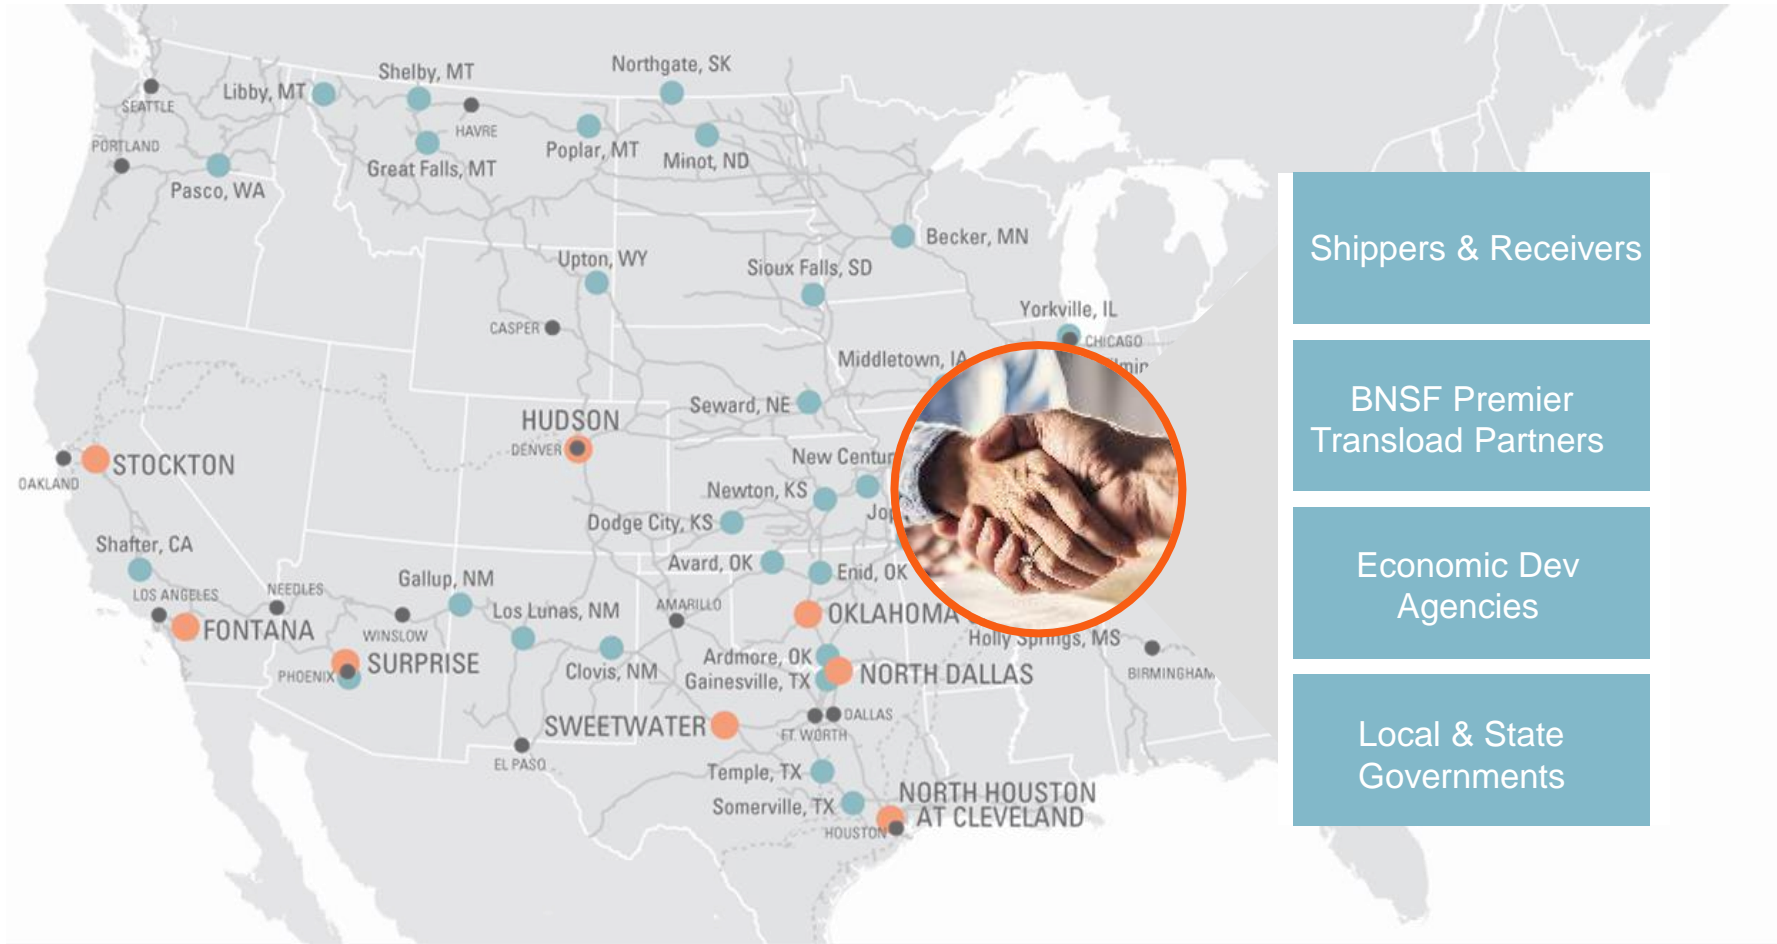 Northgate, SK
Shelby, MT
Libby, MT
SEATTLE
HAVRE
PORTLAND
Poplar, MT
Minot, ND
Great Falls, MT
Pasco, WA
Becker, MN
Upton, WY
Sioux Falls, SD
Yorkville, IL
CASPER
CHICAGO
Middletown, IA
Seward, NE
HUDSON
DENVER
STOCKTON
OAKLAND
Newton, KS
Dodge City, KS
Shafter, CA
Avard, OK
Enid, OK
Gallup, NM
NEEDLES
LOS ANGELES
Los Lunas, NM
AMARILLO
FONTANA
WINSLOW
OKLAHOMA
Holly Springs, MS
Ardmore, OK
SURPRISE
PHOENIX
Clovis, NM
Gainesville, TX
NORTH DALLAS
BIRMINGHAM
SWEETWATER
DALLAS
FT. WORTH
EL PASO
Temple, TX
Somerville, TX
NORTH HOUSTON
AT CLEVELAND
HOUSTON
Shippers & Receivers
BNSF Premier
Transload Partners
Economic Dev
Agencies
Local & State
Governments